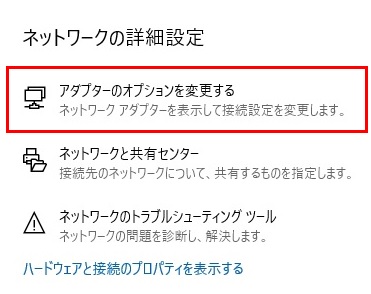 ネットワークの詳細設定
アダプターのオプションを変更する
ネットワーク アダプターを表示して接続設定を変更します。
ネットワークと共有センター
接続先のネットワークについて、共有するものを指定します。
ネットワークのトラブルシューティング ツール
ネットワークの問題を診断し、解決します。
ハードウェアと接続のプロパティを表示する